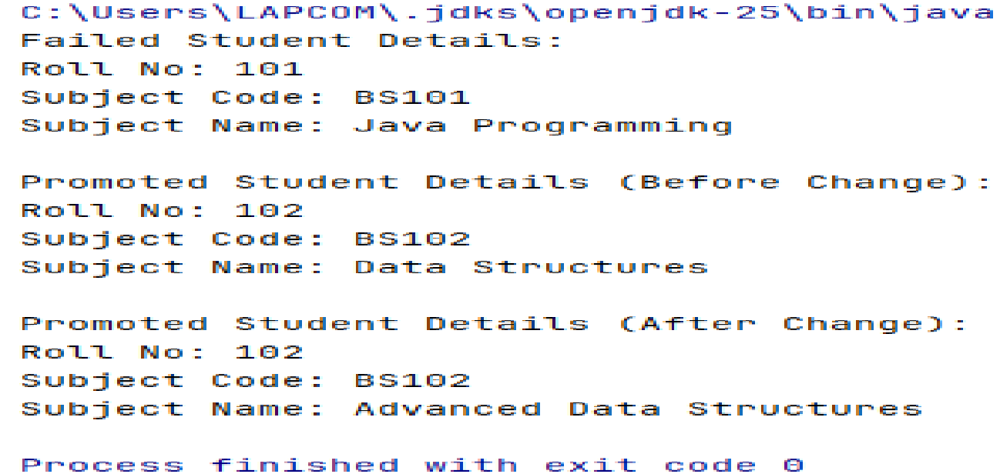 C:\Users\LAPCOM\.jdks\openjdk-25\bin\java
Failed Student Details:
Roll No: 101
Subject Code: BS101
Subject Name: Java Programming
Promoted Student Details (Before Change):
Roll No: 102
Subject Code: BS102
Subject Name: Data Structures
Promoted Student Details (After Change):
Roll No: 102
Subject Code: BS102
Subject Name: Advanced Data Structures
Process finished with exit code 0